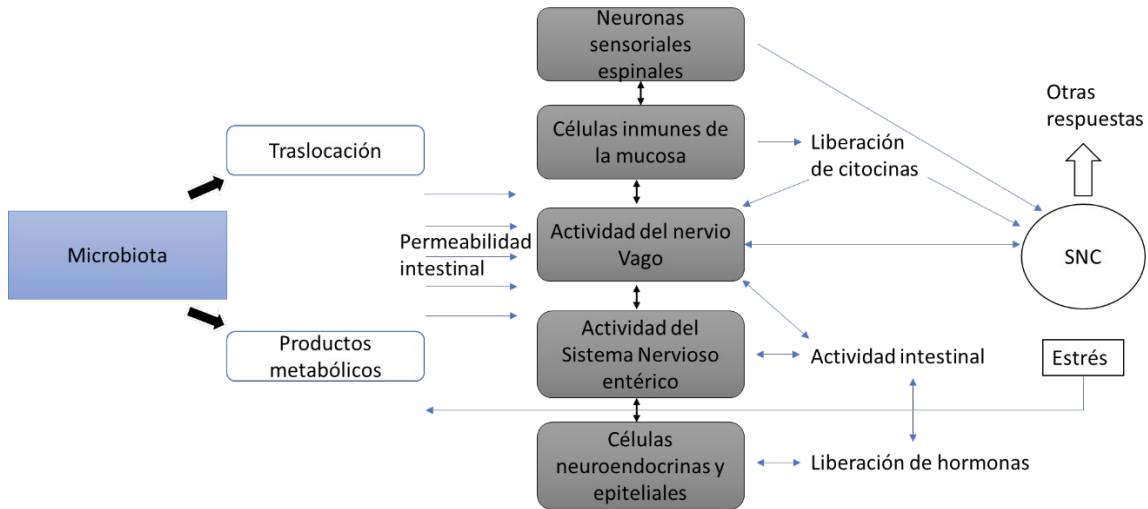 Microbiota
Traslocación
Productos
metabólicos
Permeabilidad
intestinal
Neuronas
sensoriales
espinales
Células inmunes de
la mucosa
Actividad del nervio
Vago
Actividad del
Sistema Nervioso
entérico
Células
neuroendocrinas y
epiteliales
Liberación
de citocinas
Actividad intestinal
Liberación de hormonas
Otras
respuestas
SNC
Estrés